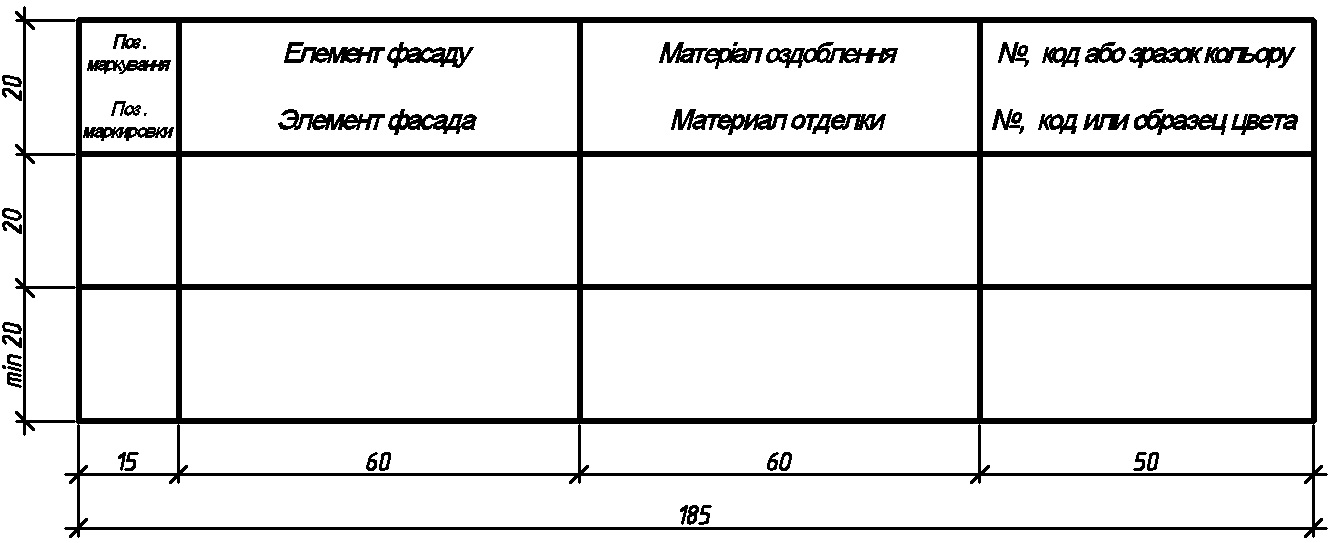 Поз.
маркування
Поз.
маркировки
Елемент фасаду
Элемент фасада
Матеріал оздоблення
Материал отделки
№, код або зразок кольору
№, код или образец цвета
20
20
min 20
15
60
60
50
185